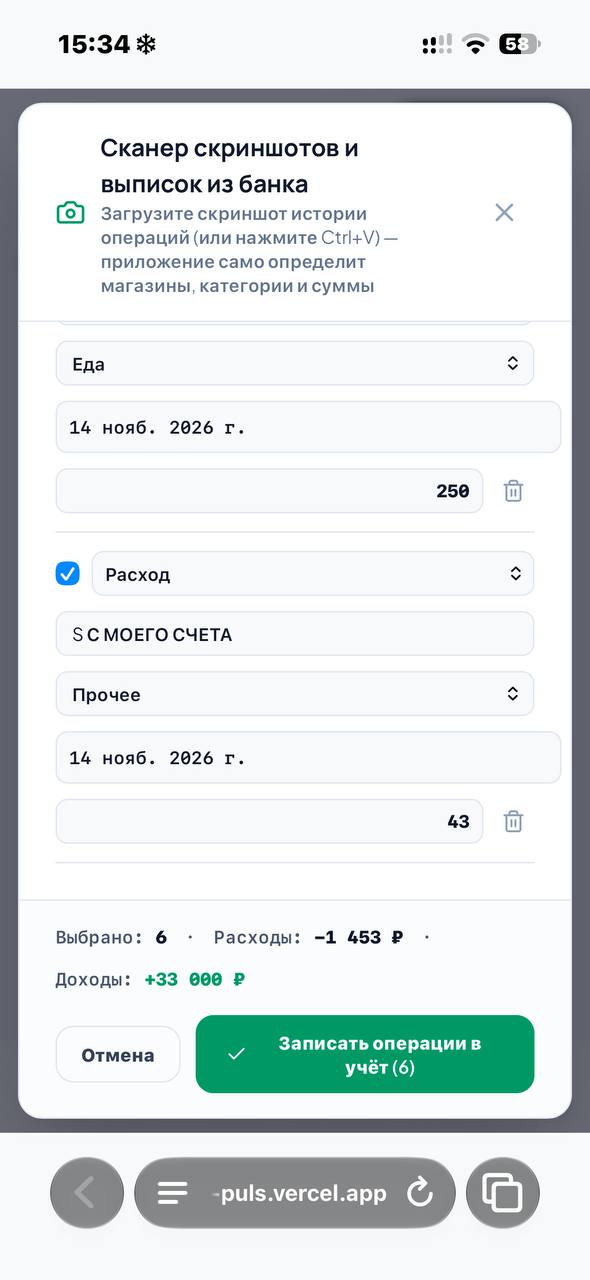 15:34
58
Сканер скриншотов и
выписок из банка
Загрузите скриншот истории
операций (или нажмите Ctrl+V) —
приложение само определит
магазины, категории и суммы
Еда
14 нояб. 2026 г.
250
Расход
S С МОЕГО СЧЕТА
Прочее
14 нояб. 2026 г.
43
Выбрано: 6 · Расходы: −1 453 ₽ ·
Доходы: +33 000 ₽
Отмена
Записать операции в
учёт (6)
-puls.vercel.app